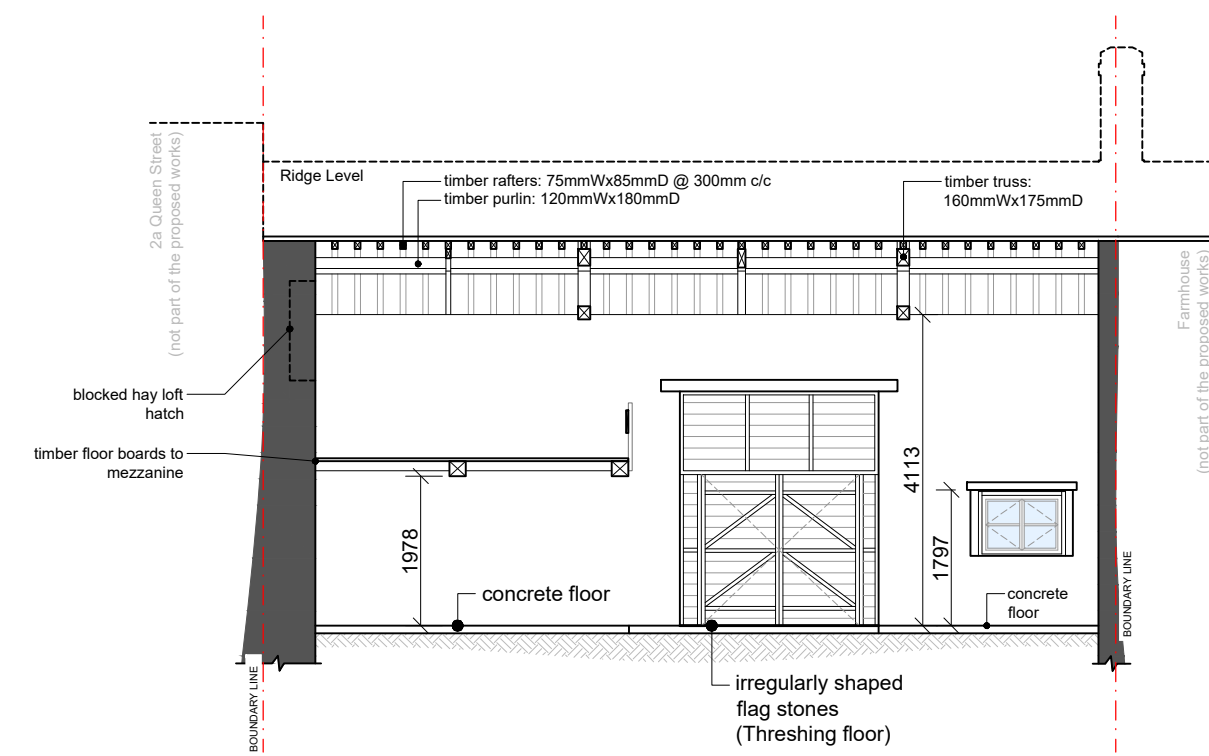 2a Queen Street
(not part of the proposed works)
Ridge Level
timber rafters: 75mmWx85mmD @ 300mm c/c
timber purlin: 120mmWx180mmD
timber truss:
160mmWx175mmD
Farmhouse
(not part of the proposed works)
blocked hay loft
hatch
timber floor boards to
mezzanine
1978
4113
1797
concrete floor
concrete
floor
irregularly shaped
flag stones
(Threshing floor)
BOUNDARY LINE
BOUNDARY LINE